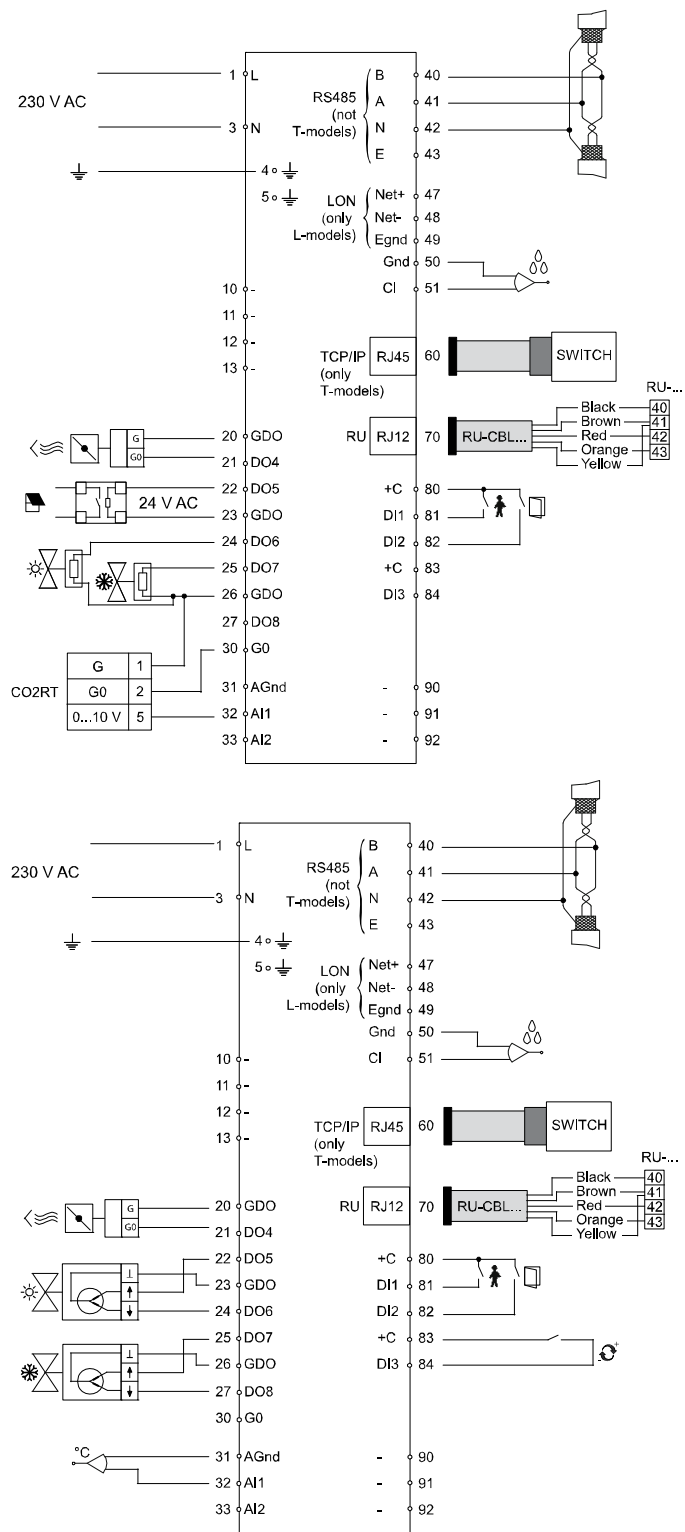 1 L B 40
230 V AC RS485 A 41
(not
3 N T-models) N 42
E 43
4
5 Net+ 47
LON
(only Net- 48
L-models) Egnd 49
Gnd 50
10 - CI 51
11 -
12 - TCP/IP RJ45 60 SWITCH
13 - (only
T-models)
RU-...
Black 40
Brown 41
G 20 GDO RU RJ12 70 RU-CBL... Red 42
G0 21 DO4 Orange 43
Yellow
24 V AC 22 DO5 +C 80
23 GDO DI1 81
24 DO6 DI2 82
25 DO7 +C 83
26 GDO DI3 84
27 DO8
30 G0
G 1
CO2RT G0 2 31 AGnd - 90
0...10 V 5 32 AI1 - 91
33 AI2 - 92
1 L B 40
230 V AC RS485 A 41
(not
3 N T-models) N 42
E 43
4
5 Net+ 47
LON
(only Net- 48
L-models) Egnd 49
Gnd 50
10 - CI 51
11 -
12 - TCP/IP RJ45 60 SWITCH
13 - (only
T-models)
RU-...
Black 40
Brown 41
G 20 GDO RU RJ12 70 RU-CBL... Red 42
G0 21 DO4 Orange 43
Yellow
22 DO5 +C 80
23 GDO DI1 81
24 DO6 DI2 82
25 DO7 +C 83
26 GDO DI3 84
27 DO8
30 G0
°C 31 AGnd - 90
32 AI1 - 91
33 AI2 - 92